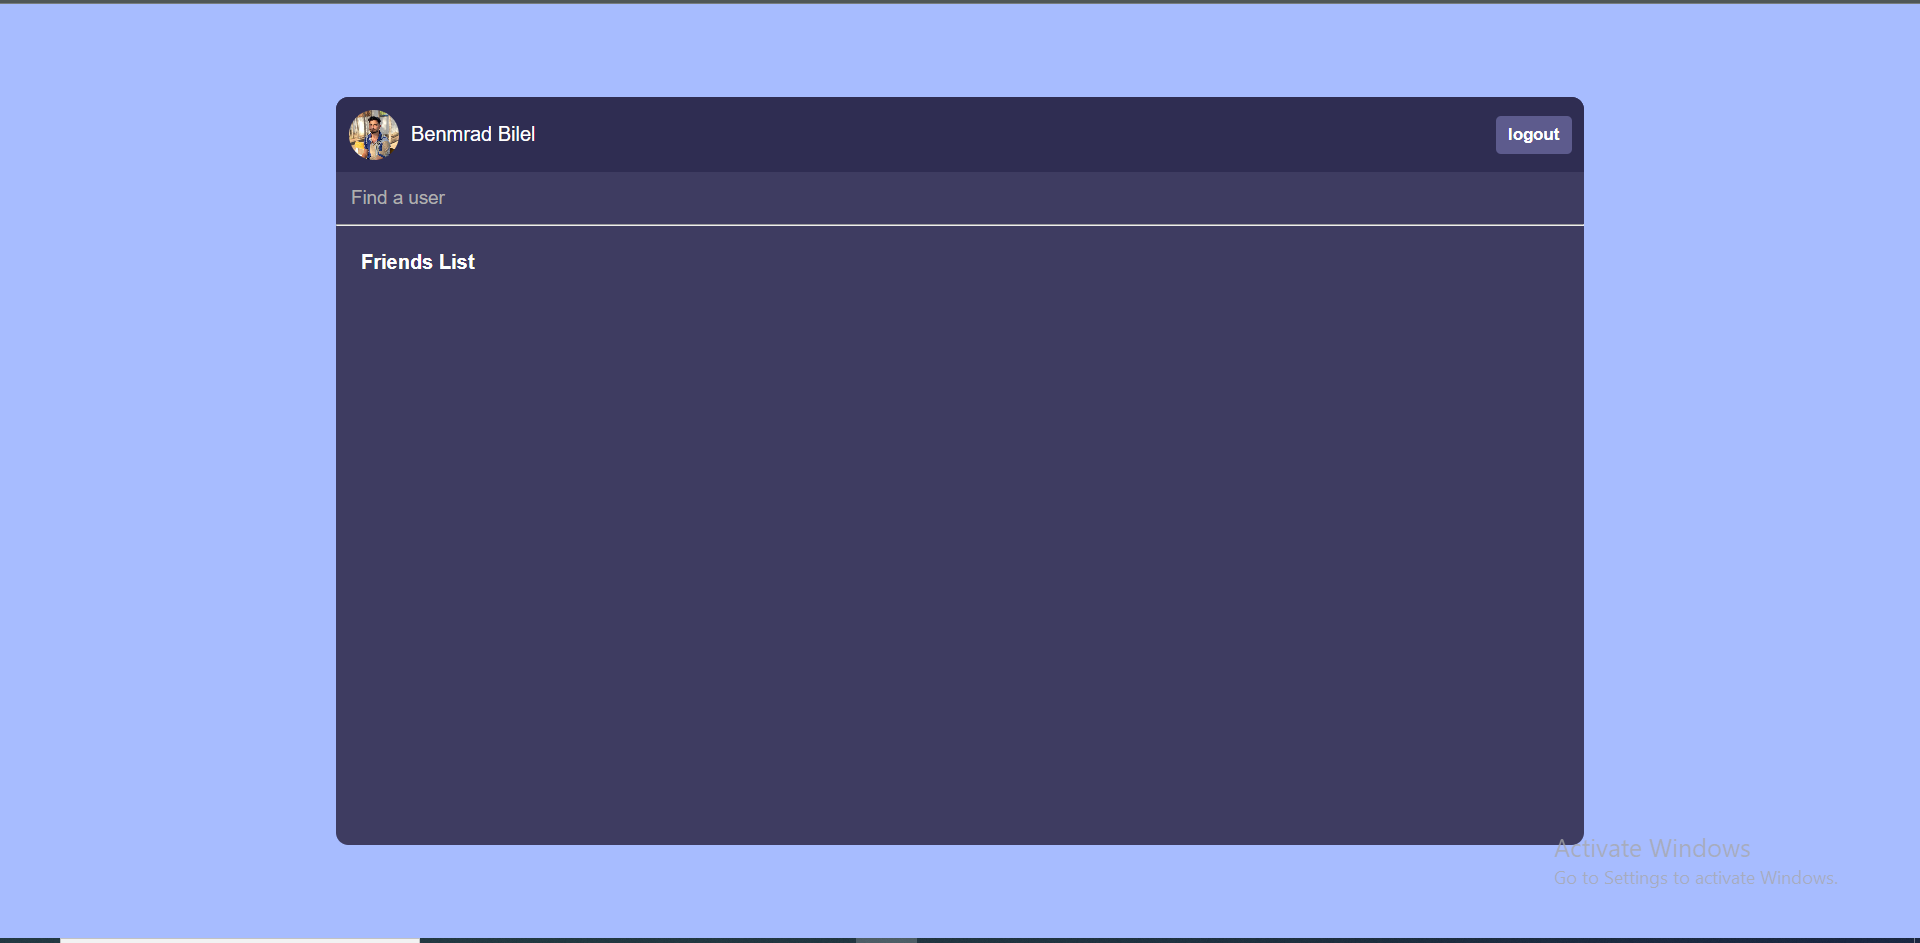 Benmrad Bilel
logout
Find a user
Friends List
Activate Windows
Go to Settings to activate Windows.